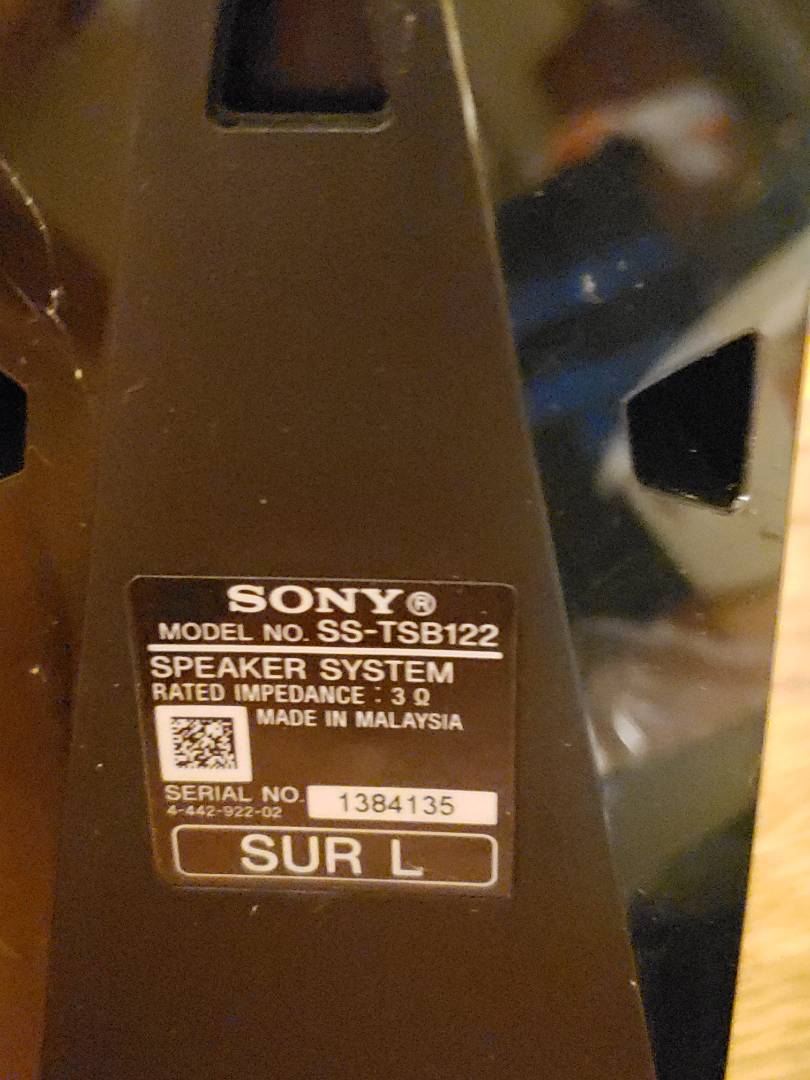 SONY®
MODEL NO. SS-TSB122
SPEAKER SYSTEM
RATED IMPEDANCE : 3 Ω
MADE IN MALAYSIA
SERIAL NO. 1384135
4-442-922-02
SUR L